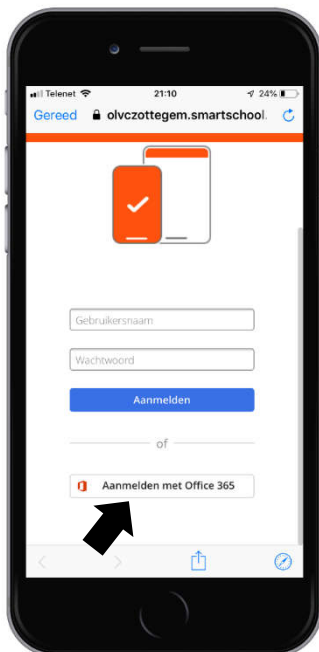 Telenet 21:10 24%
Gereed olvczottegem.smartschool.
Gebruikersnaam
Wachtwoord
Aanmelden
of
Aanmelden met Office 365